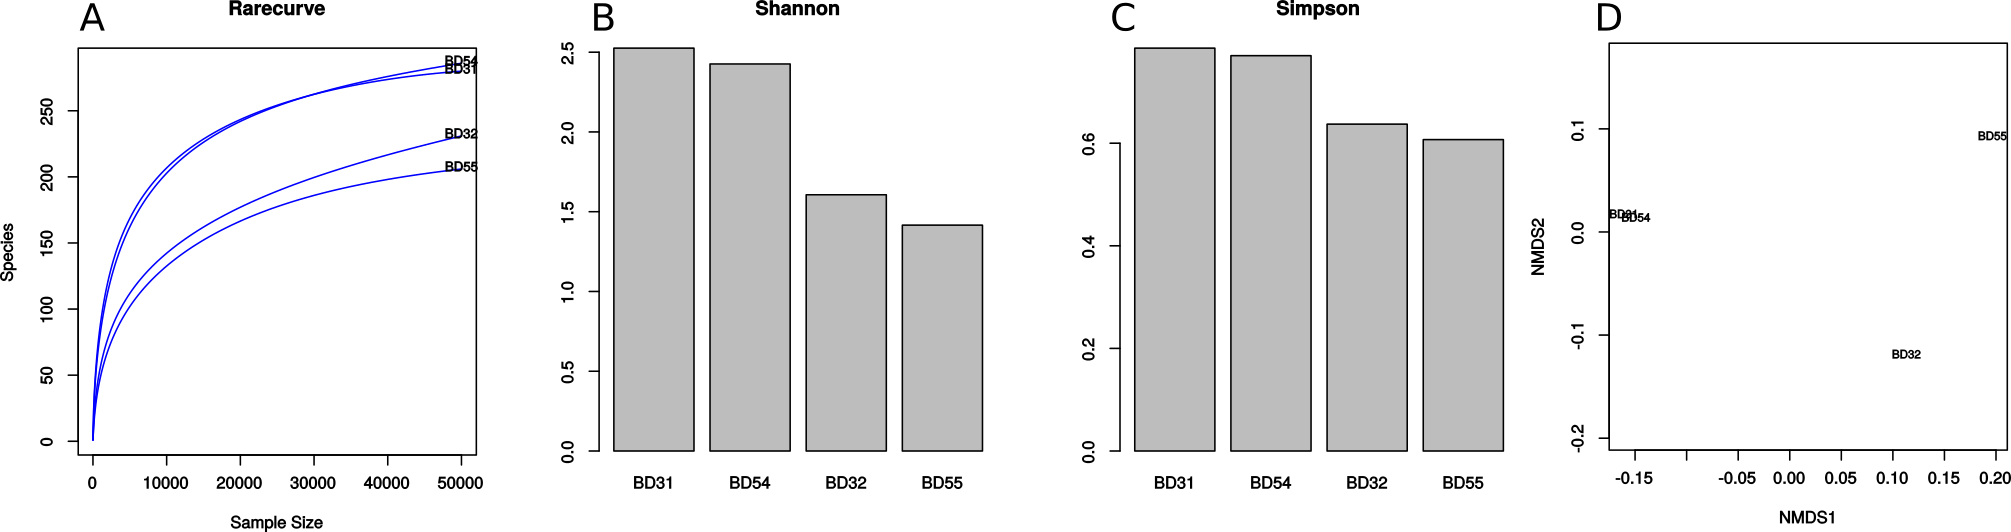 A
Rarecurve
Species
250
200
150
100
50
0
BD54
BD31
BD32
BD55
0 10000 20000 30000 40000 50000
Sample Size
B
Shannon
2.5
2.0
1.5
1.0
0.5
0.0
BD31 BD54 BD32 BD55
C
Simpson
0.6
0.4
0.2
0.0
BD31 BD54 BD32 BD55
D
NMDS2
0.1
0.0
-0.1
-0.2
BD55
BD31
BD54
BD32
-0.15 -0.05 0.00 0.05 0.10 0.15 0.20
NMDS1